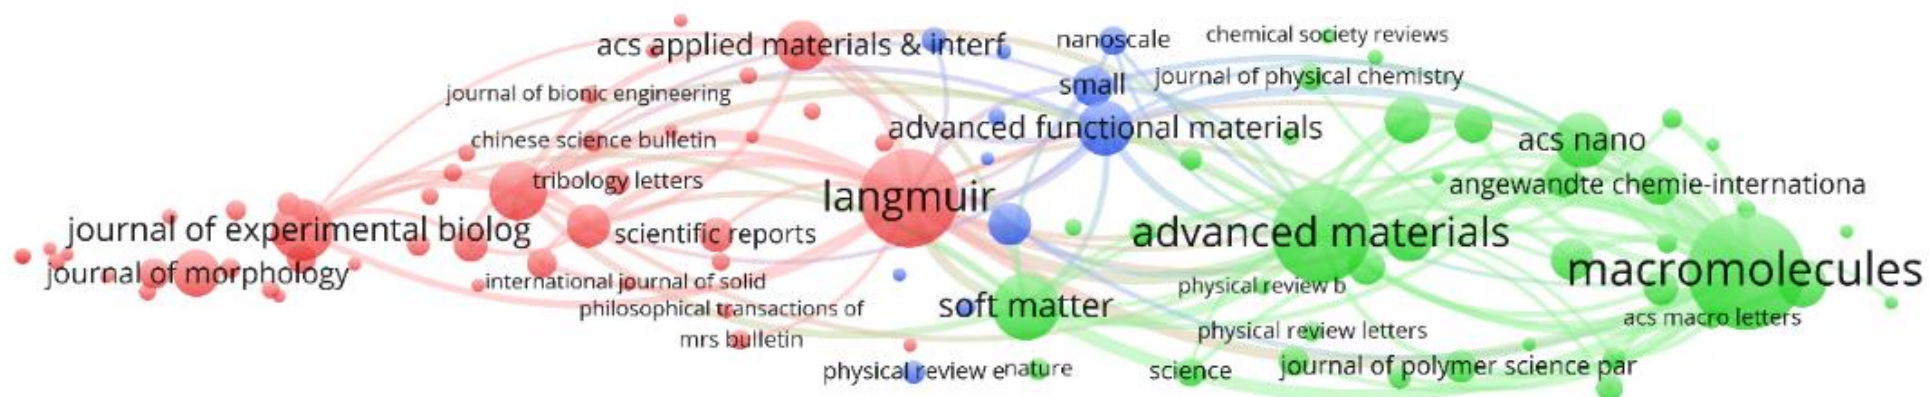 acs applied materials & interf
nanoscale
chemical society reviews
small
journal of physical chemistry
journal of bionic engineering
advanced functional materials
chinese science bulletin
acs nano
tribology letters
langmuir
angewandte chemie-internationa
journal of experimental biolog
scientific reports
advanced materials
journal of morphology
international journal of solid
physical review b
macromolecules
philosophical transactions of
soft matter
acs macro letters
mrs bulletin
physical review letters
physical review e
nature
science
journal of polymer science par